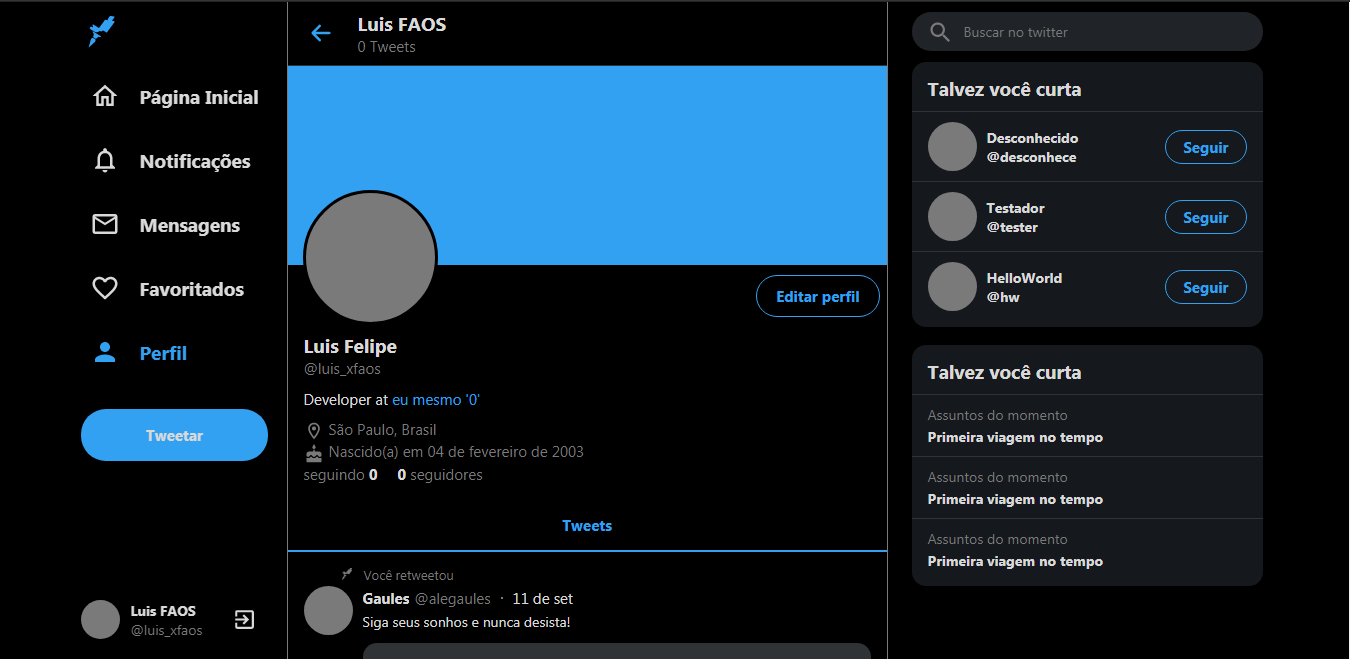 Página Inicial
Notificações
Mensagens
Favoritados
Perfil
Tweetar
Luis FAOS
@luis_xfaos
Luis FAOS
0 Tweets
Editar perfil
Luis Felipe
@luis_xfaos
Developer at eu mesmo '0'
São Paulo, Brasil
Nascido(a) em 04 de fevereiro de 2003
seguindo 0 0 seguidores
Tweets
Você retweetou
Gaules @alegaules · 11 de set
Siga seus sonhos e nunca desista!
Buscar no twitter
Talvez você curta
Desconhecido
@desconhece
Seguir
Testador
@tester
Seguir
HelloWorld
@hw
Seguir
Talvez você curta
Assuntos do momento
Primeira viagem no tempo
Assuntos do momento
Primeira viagem no tempo
Assuntos do momento
Primeira viagem no tempo